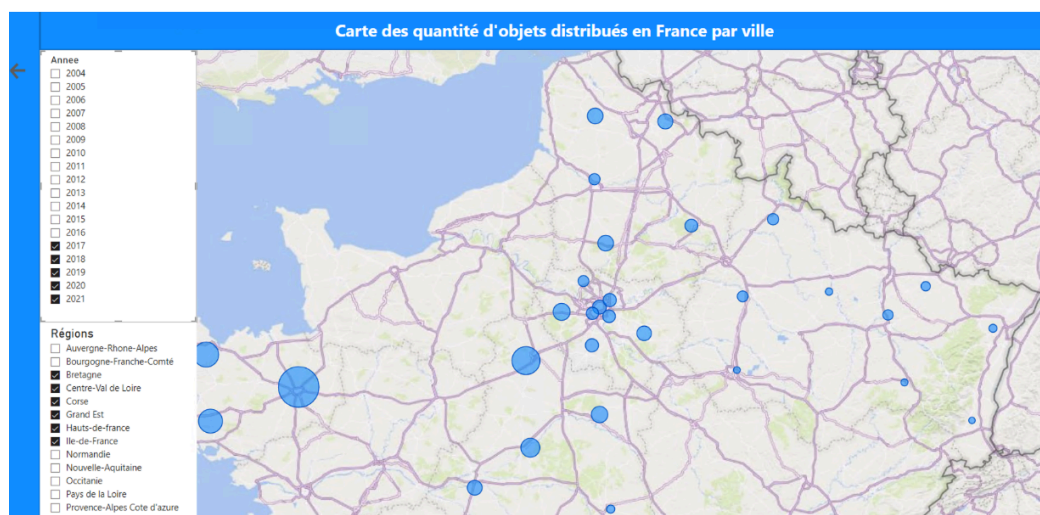 Carte des quantité d'objets distribués en France par ville
Annee
2004
2005
2006
2007
2008
2009
2010
2011
2012
2013
2014
2015
2016
2017
2018
2019
2020
2021
Régions
Auvergne-Rhone-Alpes
Bourgogne-Franche-Comté
Bretagne
Centre-Val de Loire
Corse
Grand Est
Hauts-de-france
Ile-de-France
Normandie
Nouvelle-Aquitaine
Occitanie
Pays de la Loire
Provence-Alpes Cote d'azure